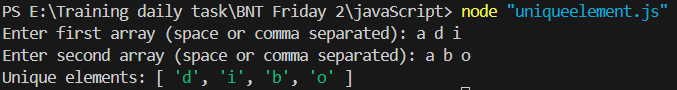 PS E:\Training daily task\BNT Friday 2\javaScript> node "uniqueelement.js"
Enter first array (space or comma separated): a d i
Enter second array (space or comma separated): a b o
Unique elements: [ 'd', 'i', 'b', 'o' ]